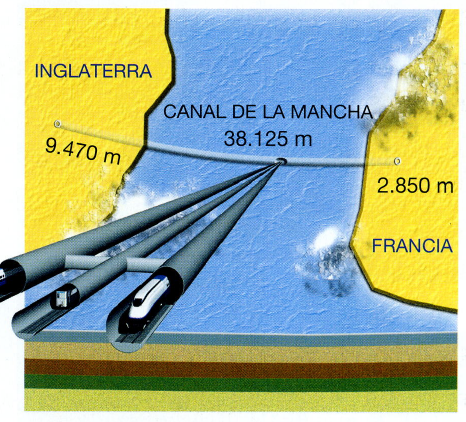 INGLATERRA
CANAL DE LA MANCHA
38.125 m
9.470 m
2.850 m
FRANCIA